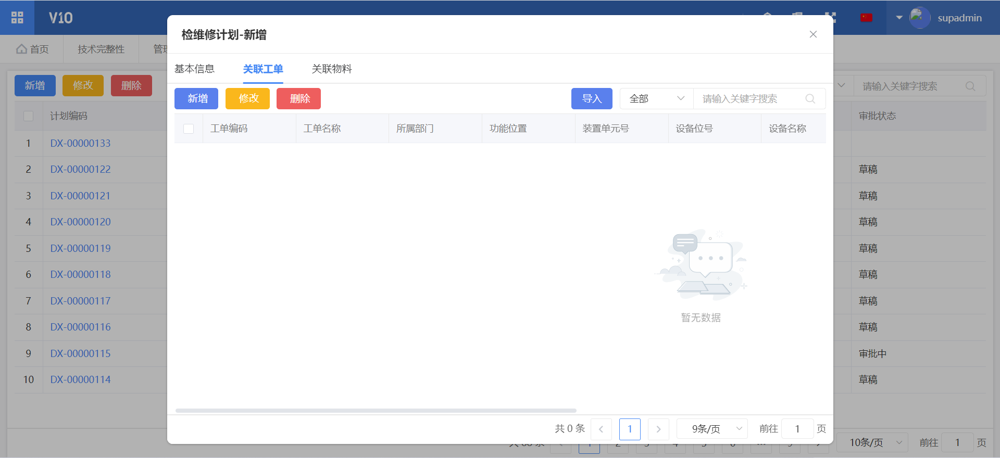 V10
supadmin
首页
技术完整性
管理
检维修计划-新增
基本信息
关联工单
关联物料
新增
修改
删除
请输入关键字搜索
新增
修改
删除
导入
全部
请输入关键字搜索
计划编码
审批状态
工单编码
工单名称
所属部门
功能位置
装置单元号
设备位号
设备名称
1 DX-00000133
2 DX-00000122 草稿
3 DX-00000121 草稿
4 DX-00000120 草稿
5 DX-00000119 草稿
6 DX-00000118 草稿
7 DX-00000117 草稿
8 DX-00000116 草稿
9 DX-00000115 审批中
10 DX-00000114 草稿
暂无数据
共 0 条
1
9条/页
前往 1 页
10条/页
前往 1 页